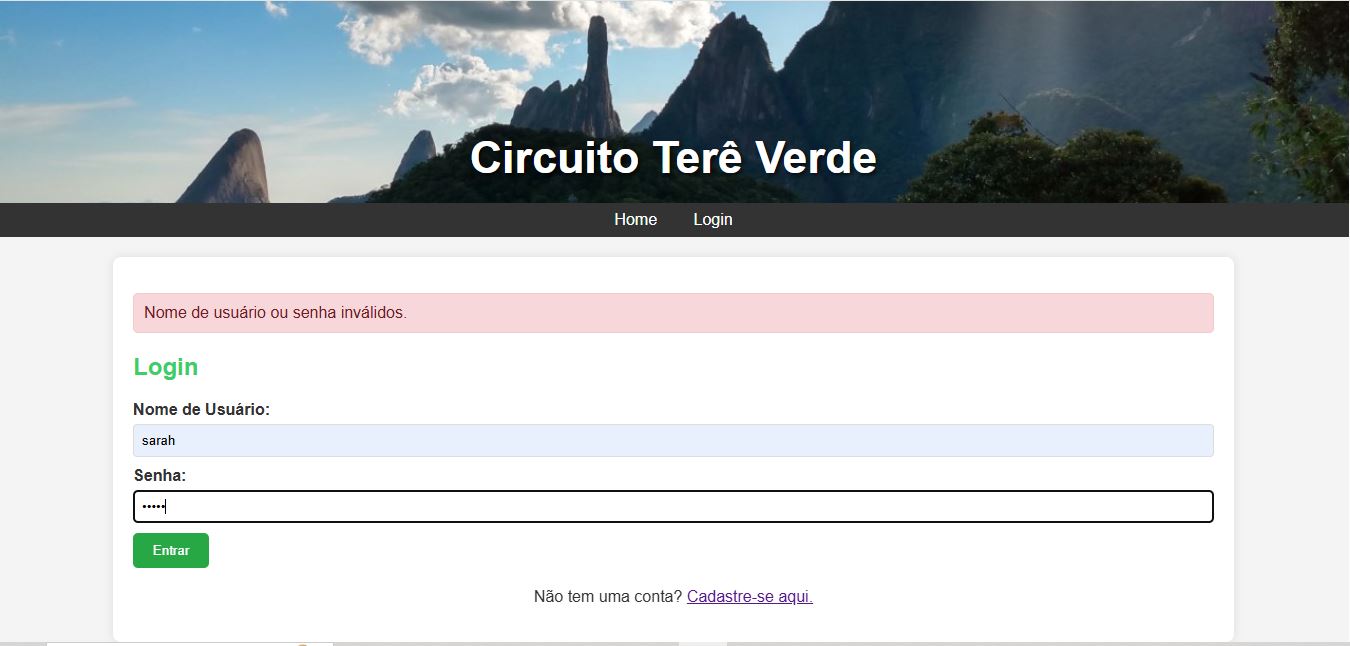 Circuito Terê Verde
Home Login
Nome de usuário ou senha inválidos.
Login
Nome de Usuário:
sarah
Senha:
•••••
Entrar
Não tem uma conta? Cadastre-se aqui.